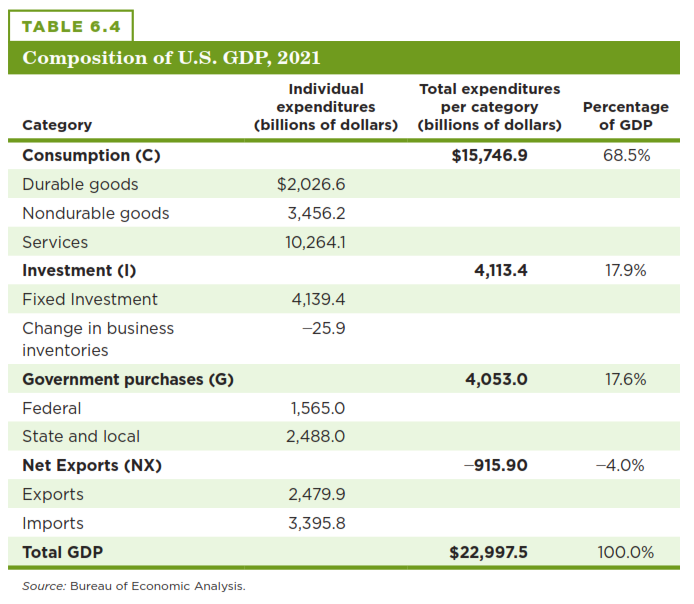 TABLE 6.4
Composition of U.S. GDP, 2021
Category
Individual
expenditures
(billions of dollars)
Total expenditures
per category
(billions of dollars)
Percentage
of GDP
Consumption (C) $15,746.9 68.5%
Durable goods $2,026.6
Nondurable goods 3,456.2
Services 10,264.1
Investment (I) 4,113.4 17.9%
Fixed Investment 4,139.4
Change in business −25.9
inventories
Government purchases (G) 4,053.0 17.6%
Federal 1,565.0
State and local 2,488.0
Net Exports (NX) −915.90 −4.0%
Exports 2,479.9
Imports 3,395.8
Total GDP $22,997.5 100.0%
Source: Bureau of Economic Analysis.